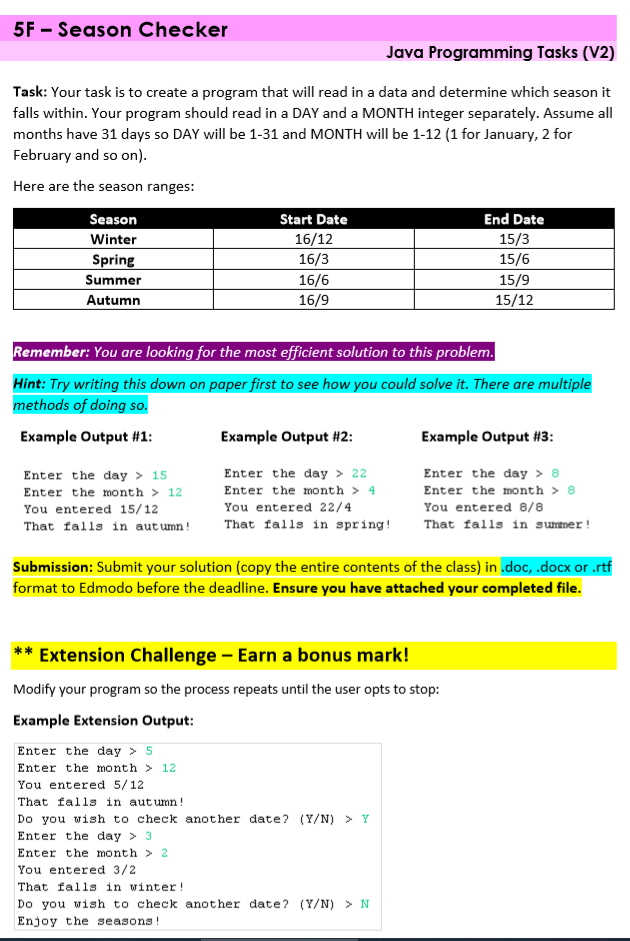 5F – Season Checker
Java Programming Tasks (V2)
Task: Your task is to create a program that will read in a data and determine which season it
falls within. Your program should read in a DAY and a MONTH integer separately. Assume all
months have 31 days so DAY will be 1-31 and MONTH will be 1-12 (1 for January, 2 for
February and so on).
Here are the season ranges:
Season Start Date End Date
Winter 16/12 15/3
Spring 16/3 15/6
Summer 16/6 15/9
Autumn 16/9 15/12
Remember: You are looking for the most efficient solution to this problem.
Hint: Try writing this down on paper first to see how you could solve it. There are multiple
methods of doing so.
Example Output #1: Example Output #2: Example Output #3:
Enter the day > 15 Enter the day > 22 Enter the day > 8
Enter the month > 12 Enter the month > 4 Enter the month > 8
You entered 15/12 You entered 22/4 You entered 8/8
That falls in autumn! That falls in spring! That falls in summer!
Submission: Submit your solution (copy the entire contents of the class) in .doc, .docx or .rtf
format to Edmodo before the deadline. Ensure you have attached your completed file.
** Extension Challenge – Earn a bonus mark!
Modify your program so the process repeats until the user opts to stop:
Example Extension Output:
Enter the day > 5
Enter the month > 12
You entered 5/12
That falls in autumn!
Do you wish to check another date? (Y/N) > Y
Enter the day > 3
Enter the month > 2
You entered 3/2
That falls in winter!
Do you wish to check another date? (Y/N) > N
Enjoy the seasons!